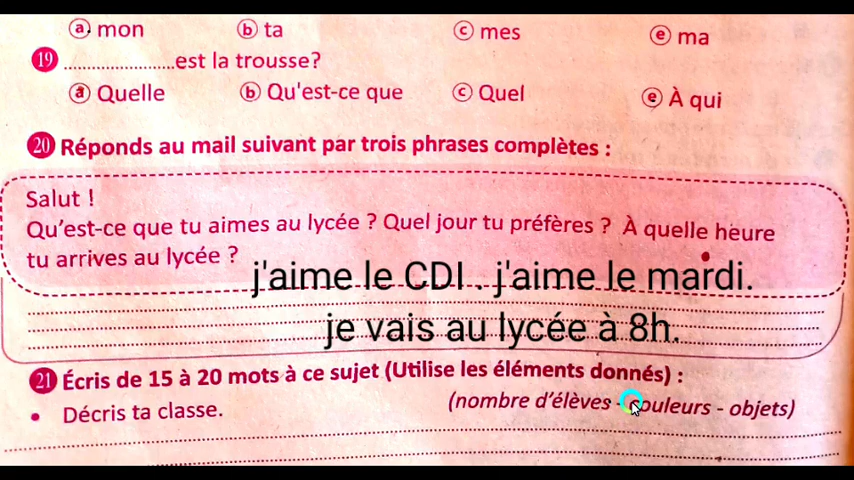 a mon b ta c mes e ma
19 ......................est la trousse?
a Quelle b Qu'est-ce que c Quel e À qui
20 Réponds au mail suivant par trois phrases complètes :
Salut !
Qu'est-ce que tu aimes au lycée ? Quel jour tu préfères ? À quelle heure
tu arrives au lycée ?
j'aime le CDI . j'aime le mardi.
je vais au lycée à 8h.
21 Écris de 15 à 20 mots à ce sujet (Utilise les éléments donnés) :
• Décris ta classe. (nombre d'élèves - couleurs - objets)